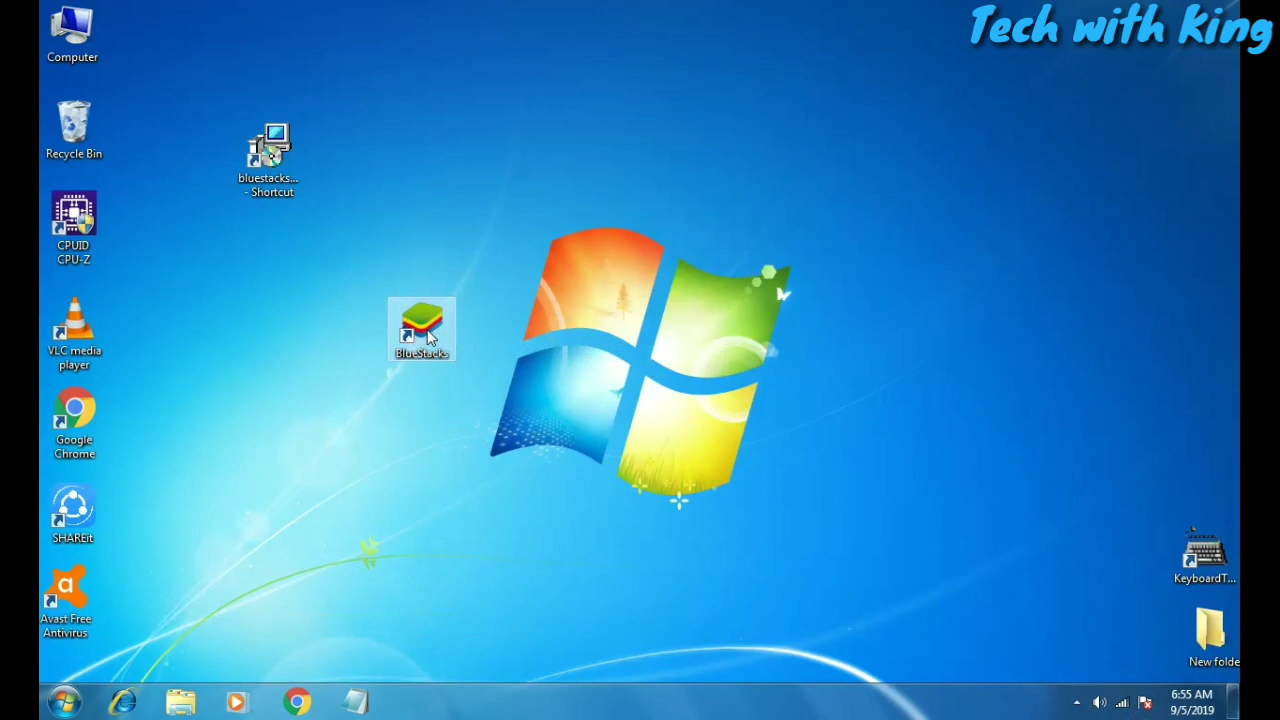 Tech with King
Computer
Recycle Bin
bluestacks...
- Shortcut
CPUID
CPU-Z
VLC media
player
BlueStacks
Google
Chrome
SHAREit
Avast Free
Antivirus
KeyboardT...
New folde
6:55 AM
9/5/2019